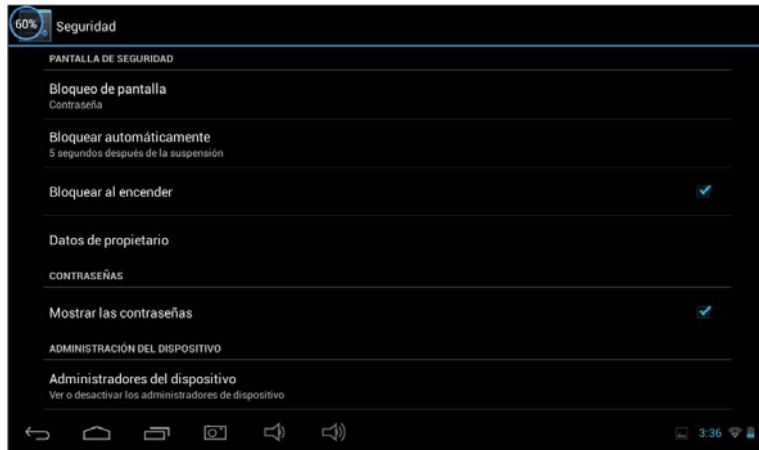 60%
Seguridad
PANTALLA DE SEGURIDAD
Bloqueo de pantalla
Contraseña
Bloquear automáticamente
5 segundos después de la suspensión
Bloquear al encender
Datos de propietario
CONTRASEÑAS
Mostrar las contraseñas
ADMINISTRACIÓN DEL DISPOSITIVO
Administradores del dispositivo
Ver o desactivar los administradores de dispositivo
3:36